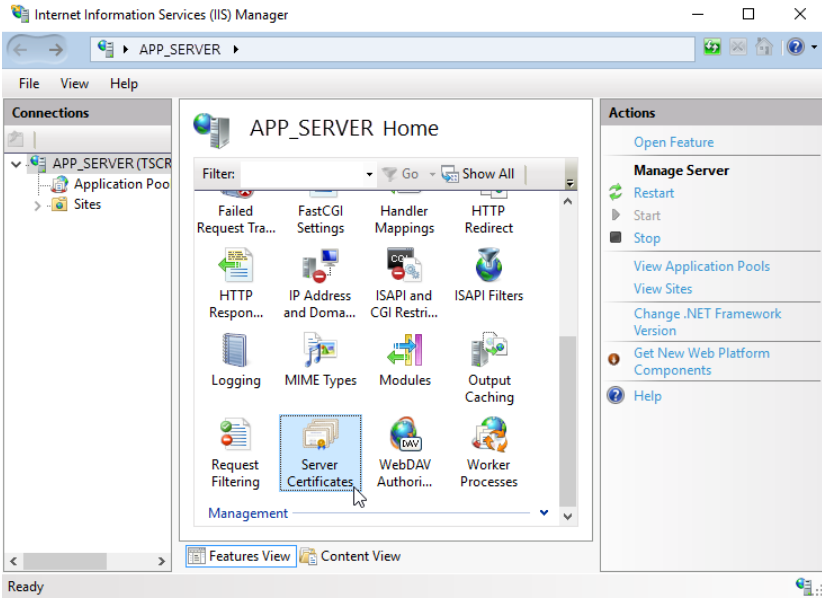 Internet Information Services (IIS) Manager
APP_SERVER
File View Help
Connections
APP_SERVER (TSCR
Application Poo
Sites
APP_SERVER Home
Filter: Go Show All
Failed Request Tra...
FastCGI Settings
Handler Mappings
HTTP Redirect
HTTP Respon...
IP Address and Doma...
ISAPI and CGI Restri...
ISAPI Filters
Logging
MIME Types
Modules
Output Caching
Request Filtering
Server Certificates
WebDAV Authori...
Worker Processes
Management
Features View Content View
Actions
Open Feature
Manage Server
Restart
Start
Stop
View Application Pools
View Sites
Change .NET Framework
Version
Get New Web Platform
Components
Help
Ready